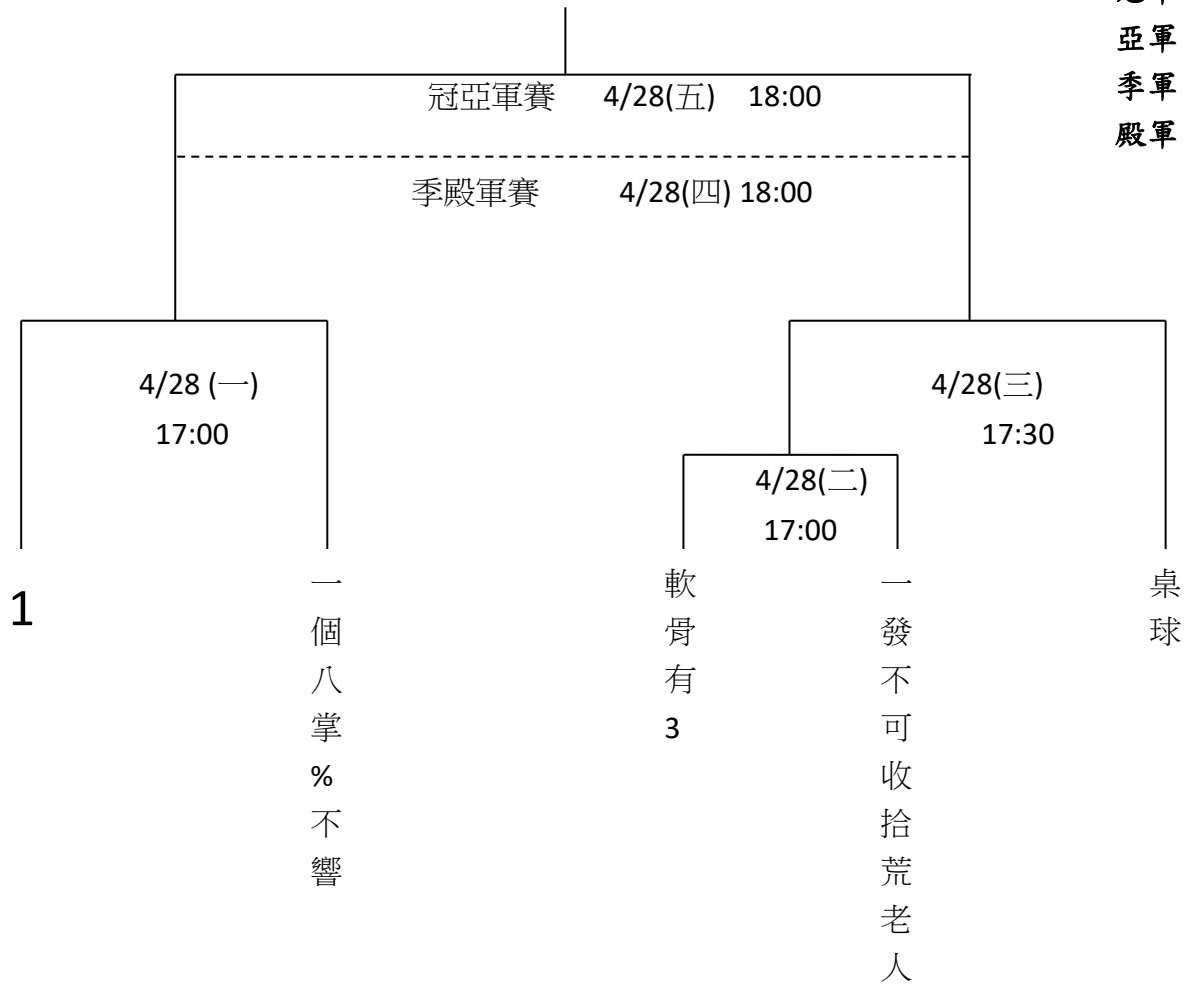 亞軍
季軍
殿軍
冠亞軍賽 4/28(五) 18:00
季殿軍賽 4/28(四) 18:00
4/28 (一)
17:00
4/28(三)
17:30
4/28(二)
17:00
1
一個八掌%不響
軟骨有3
一發不可收拾荒老人
桌球